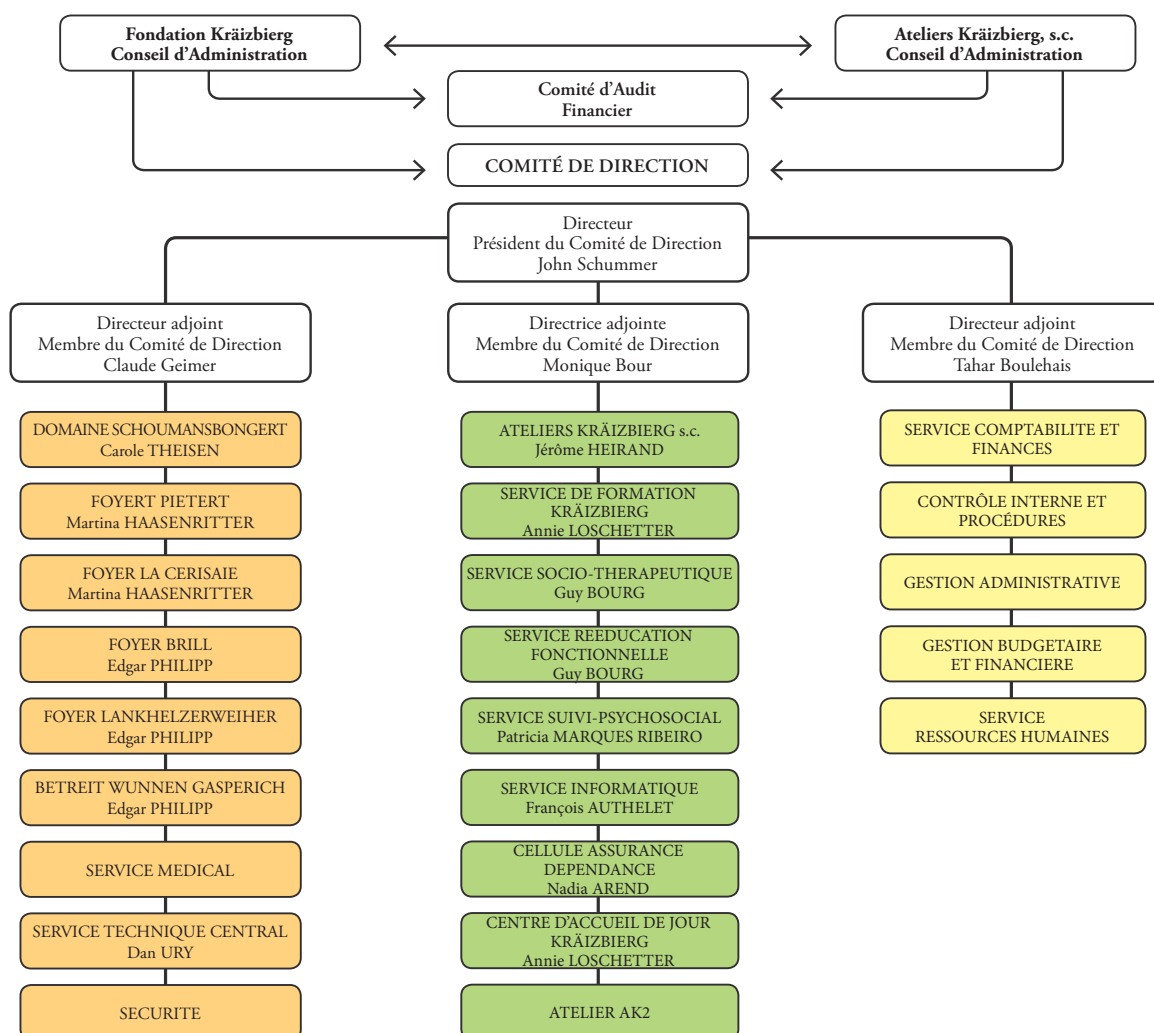 Fondation Kräizbierg
Conseil d'Administration
Ateliers Kräizbierg, s.c.
Conseil d'Administration
Comité d'Audit
Financier
COMITÉ DE DIRECTION
Directeur
Président du Comité de Direction
John Schummer
Directeur adjoint
Membre du Comité de Direction
Claude Geimer
Directrice adjointe
Membre du Comité de Direction
Monique Bour
Directeur adjoint
Membre du Comité de Direction
Tahar Boulehais
DOMAINE SCHOUMANSBONGERT
Carole THEISEN
FOYERT PIETERT
Martina HAASENRITTER
FOYER LA CERISAIE
Martina HAASENRITTER
FOYER BRILL
Edgar PHILIPP
FOYER LANKHELZERWEIHER
Edgar PHILIPP
BETREIT WUNNEN GASPERICH
Edgar PHILIPP
SERVICE MEDICAL
SERVICE TECHNIQUE CENTRAL
Dan URY
SECURITE
ATELIERS KRÄIZBIERG s.c.
Jérôme HEIRAND
SERVICE DE FORMATION
KRÄIZBIERG
Annie LOSCHETTER
SERVICE SOCIO-THERAPEUTIQUE
Guy BOURG
SERVICE REEDUCATION
FONCTIONNELLE
Guy BOURG
SERVICE SUIVI-PSYCHOSOCIAL
Patricia MARQUES RIBEIRO
SERVICE INFORMATIQUE
François AUTHELET
CELLULE ASSURANCE
DEPENDANCE
Nadia AREND
CENTRE D'ACCUEIL DE JOUR
KRÄIZBIERG
Annie LOSCHETTER
ATELIER AK2
SERVICE COMPTABILITE ET
FINANCES
CONTRÔLE INTERNE ET
PROCÉDURES
GESTION ADMINISTRATIVE
GESTION BUDGETAIRE
ET FINANCIERE
SERVICE
RESSOURCES HUMAINES